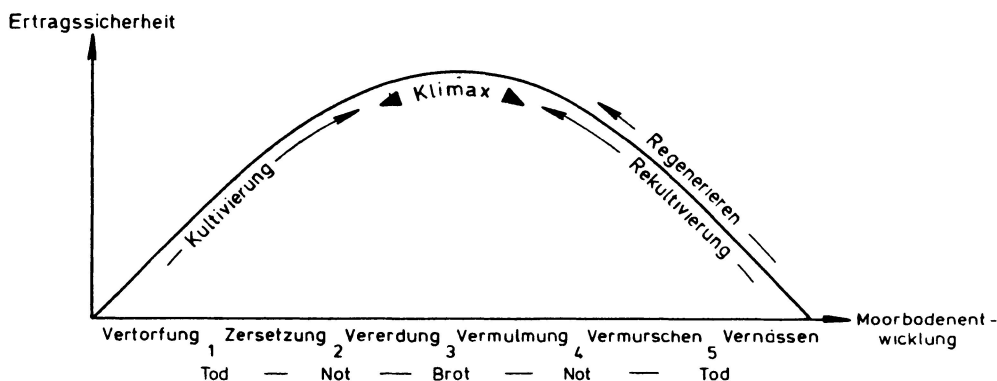 Ertragssicherheit
Klimax
Kultivierung
Regenerieren
Rekultivierung
Vertorfung Zersetzung Vererdung Vermulmung Vermurschen Vernässen
Moorbodenent-
wicklung
1 2 3 4 5
Tod — Not — Brot — Not — Tod